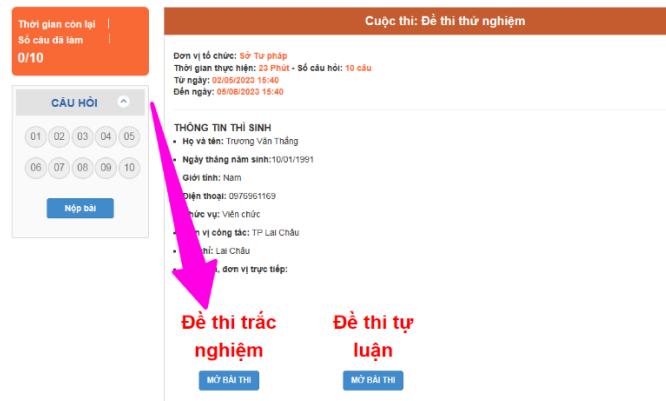 Thời gian còn lại
Số câu đã làm
0/10
CÂU HỎI
01 02 03 04 05
06 07 08 09 10
Nộp bài
Cuộc thi: Đề thi thử nghiệm
Đơn vị tổ chức: Sở Tư pháp
Thời gian thực hiện: 23 Phút - Số câu hỏi: 10 câu
Từ ngày: 02/05/2023 15:40
Đến ngày: 05/08/2023 15:40
THÔNG TIN THÍ SINH
Họ và tên: Trương Văn Thắng
Ngày tháng năm sinh:10/01/1991
Giới tính: Nam
Điện thoại: 0976961169
Chức vụ: Viên chức
vị công tác: TP Lai Châu
Lai Châu
đơn vị trực tiếp:
Đề thi trắc
nghiệm
MỞ BÀI THI
Đề thi tự
luận
MỞ BÀI THI